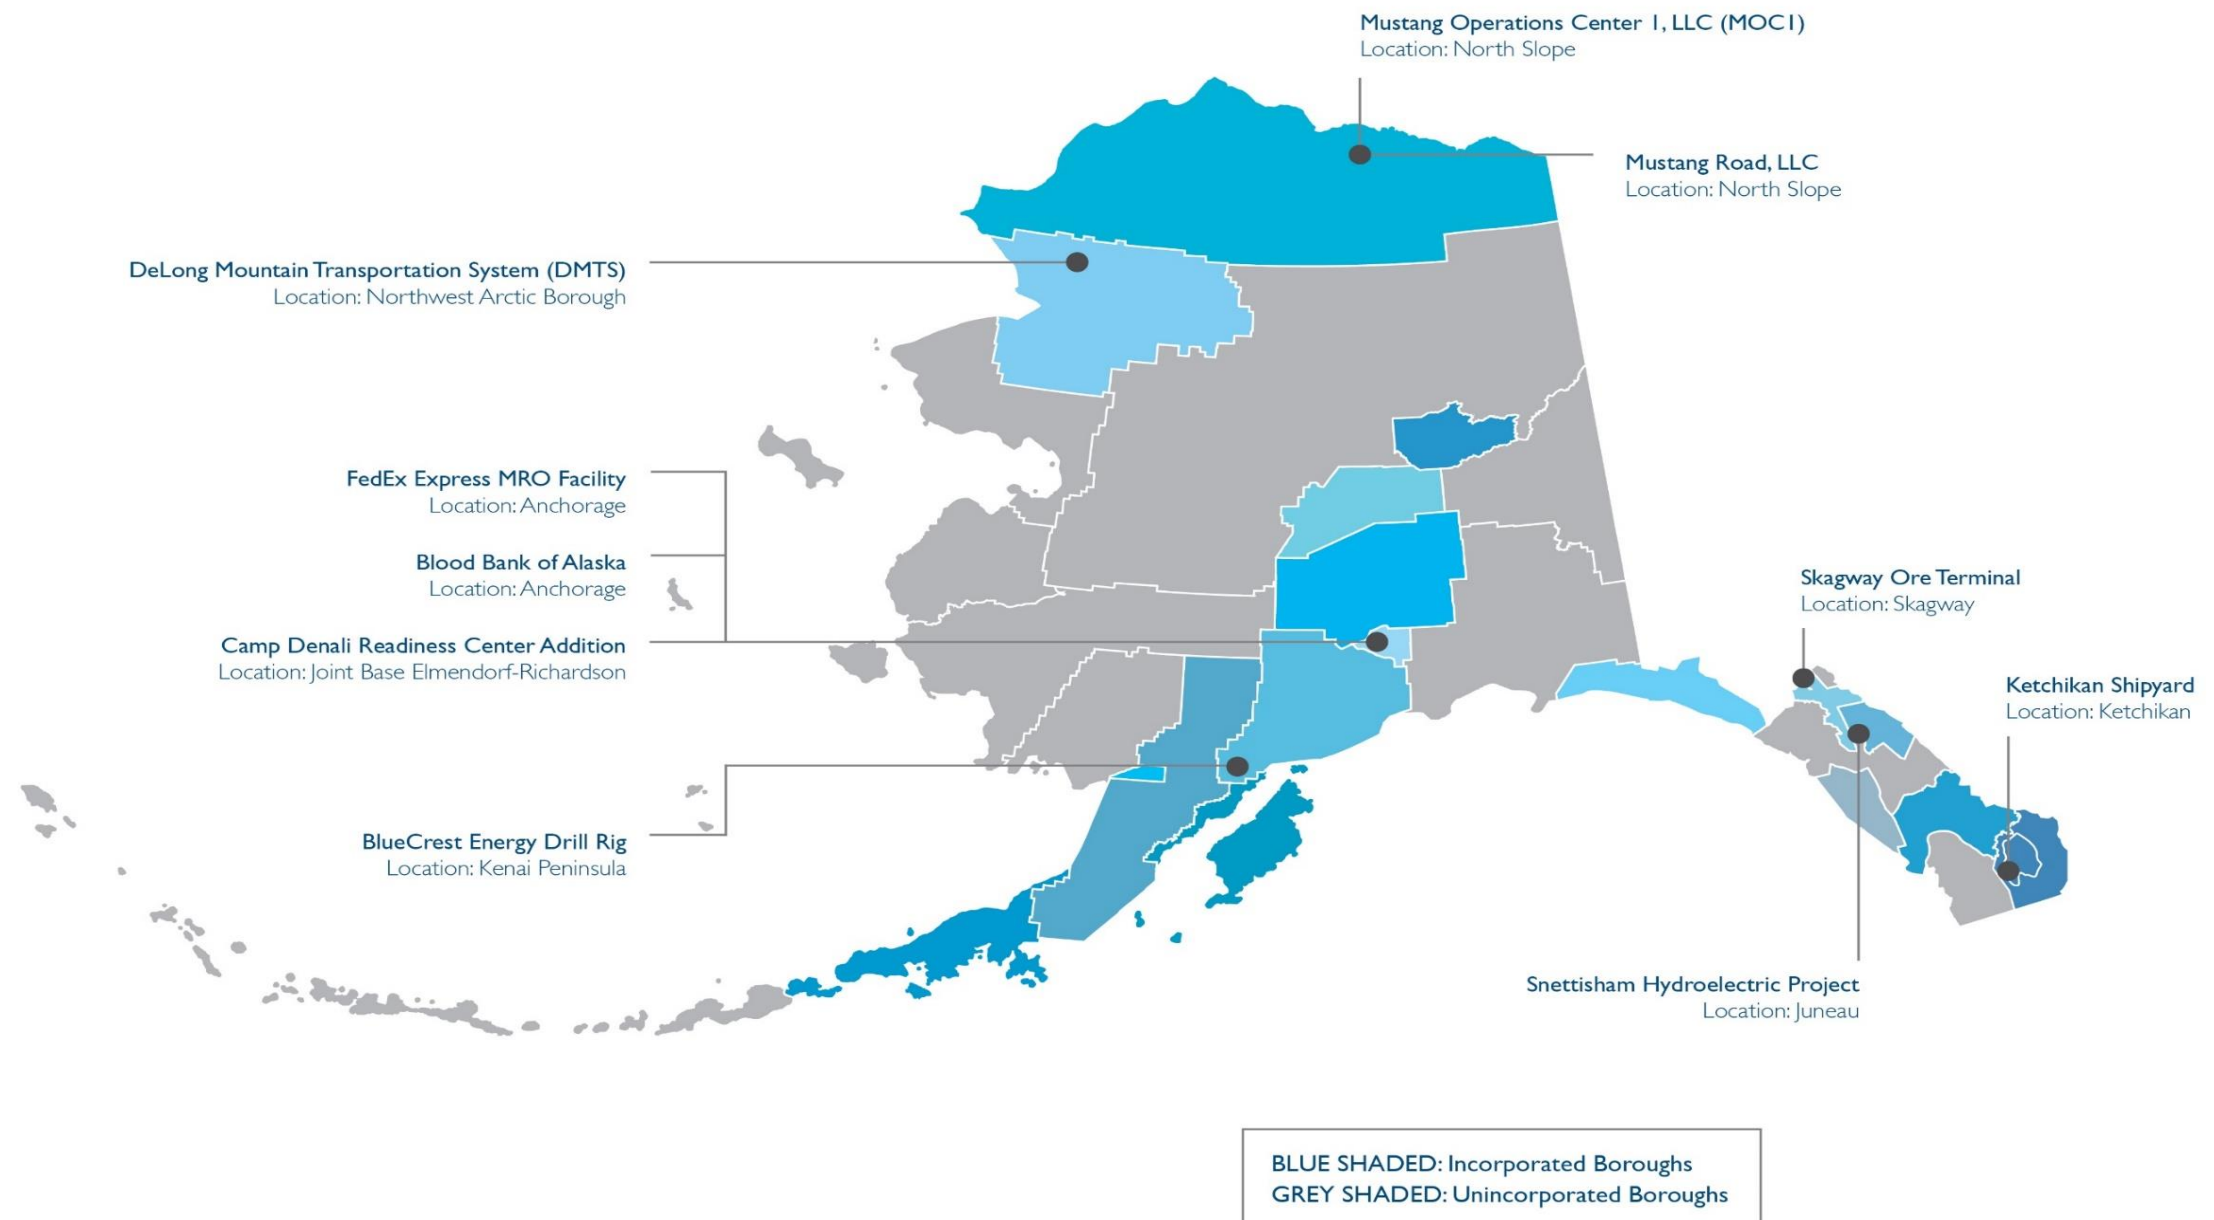 Mustang Operations Center 1, LLC (MOC1)
Location: North Slope
Mustang Road, LLC
Location: North Slope
DeLong Mountain Transportation System (DMTS)
Location: Northwest Arctic Borough
FedEx Express MRO Facility
Location: Anchorage
Blood Bank of Alaska
Location: Anchorage
Camp Denali Readiness Center Addition
Location: Joint Base Elmendorf-Richardson
BlueCrest Energy Drill Rig
Location: Kenai Peninsula
Skagway Ore Terminal
Location: Skagway
Ketchikan Shipyard
Location: Ketchikan
Snettisham Hydroelectric Project
Location: Juneau
BLUE SHADED: Incorporated Boroughs
GREY SHADED: Unincorporated Boroughs